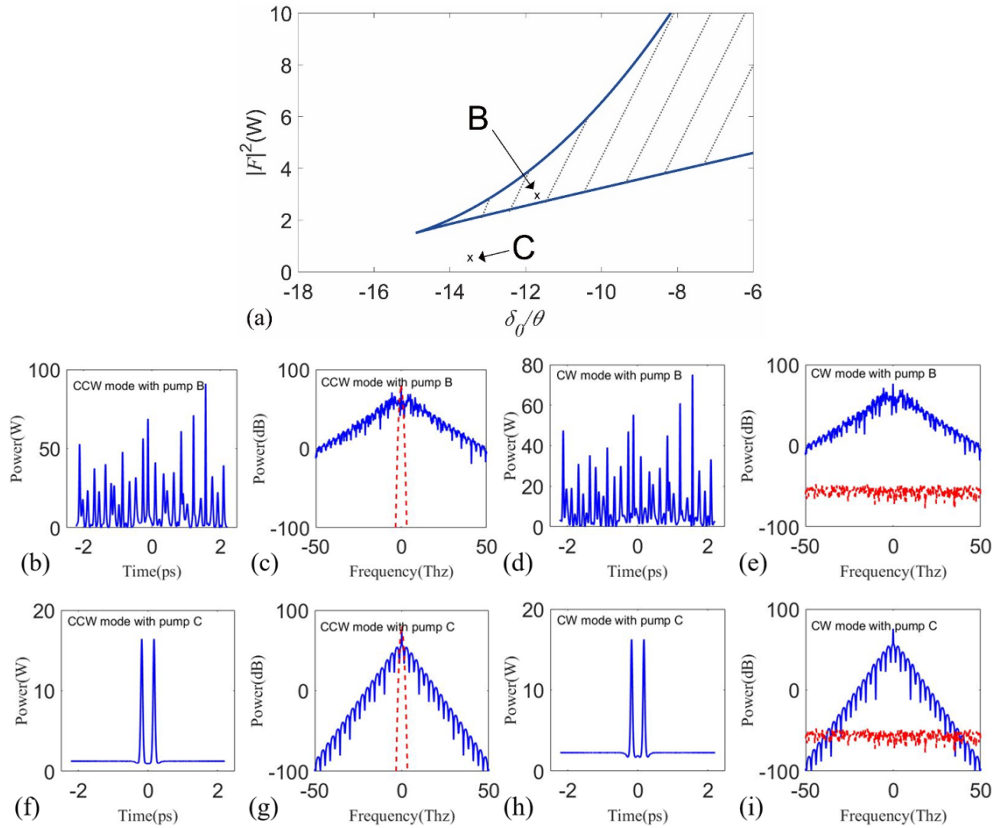 10
8
6
4
2
0
|F|²(W)
B
C
x
x
-18 -16 -14 -12 -10 -8 -6
δ₀/θ
(a)
100
50
0
Power(W)
CCW mode with pump B
-2 0 2
Time(ps)
(b)
100
0
-100
Power(dB)
CCW mode with pump B
-50 0 50
Frequency(Thz)
(c)
80
60
40
20
0
Power(W)
CW mode with pump B
-2 0 2
Time(ps)
(d)
100
0
-100
Power(dB)
CW mode with pump B
-50 0 50
Frequency(Thz)
(e)
20
10
0
Power(W)
CCW mode with pump C
-2 0 2
Time(ps)
(f)
100
0
-100
Power(dB)
CCW mode with pump C
-50 0 50
Frequency(Thz)
(g)
20
10
0
Power(W)
CW mode with pump C
-2 0 2
Time(ps)
(h)
100
0
-100
Power(dB)
CW mode with pump C
-50 0 50
Frequency(Thz)
(i)